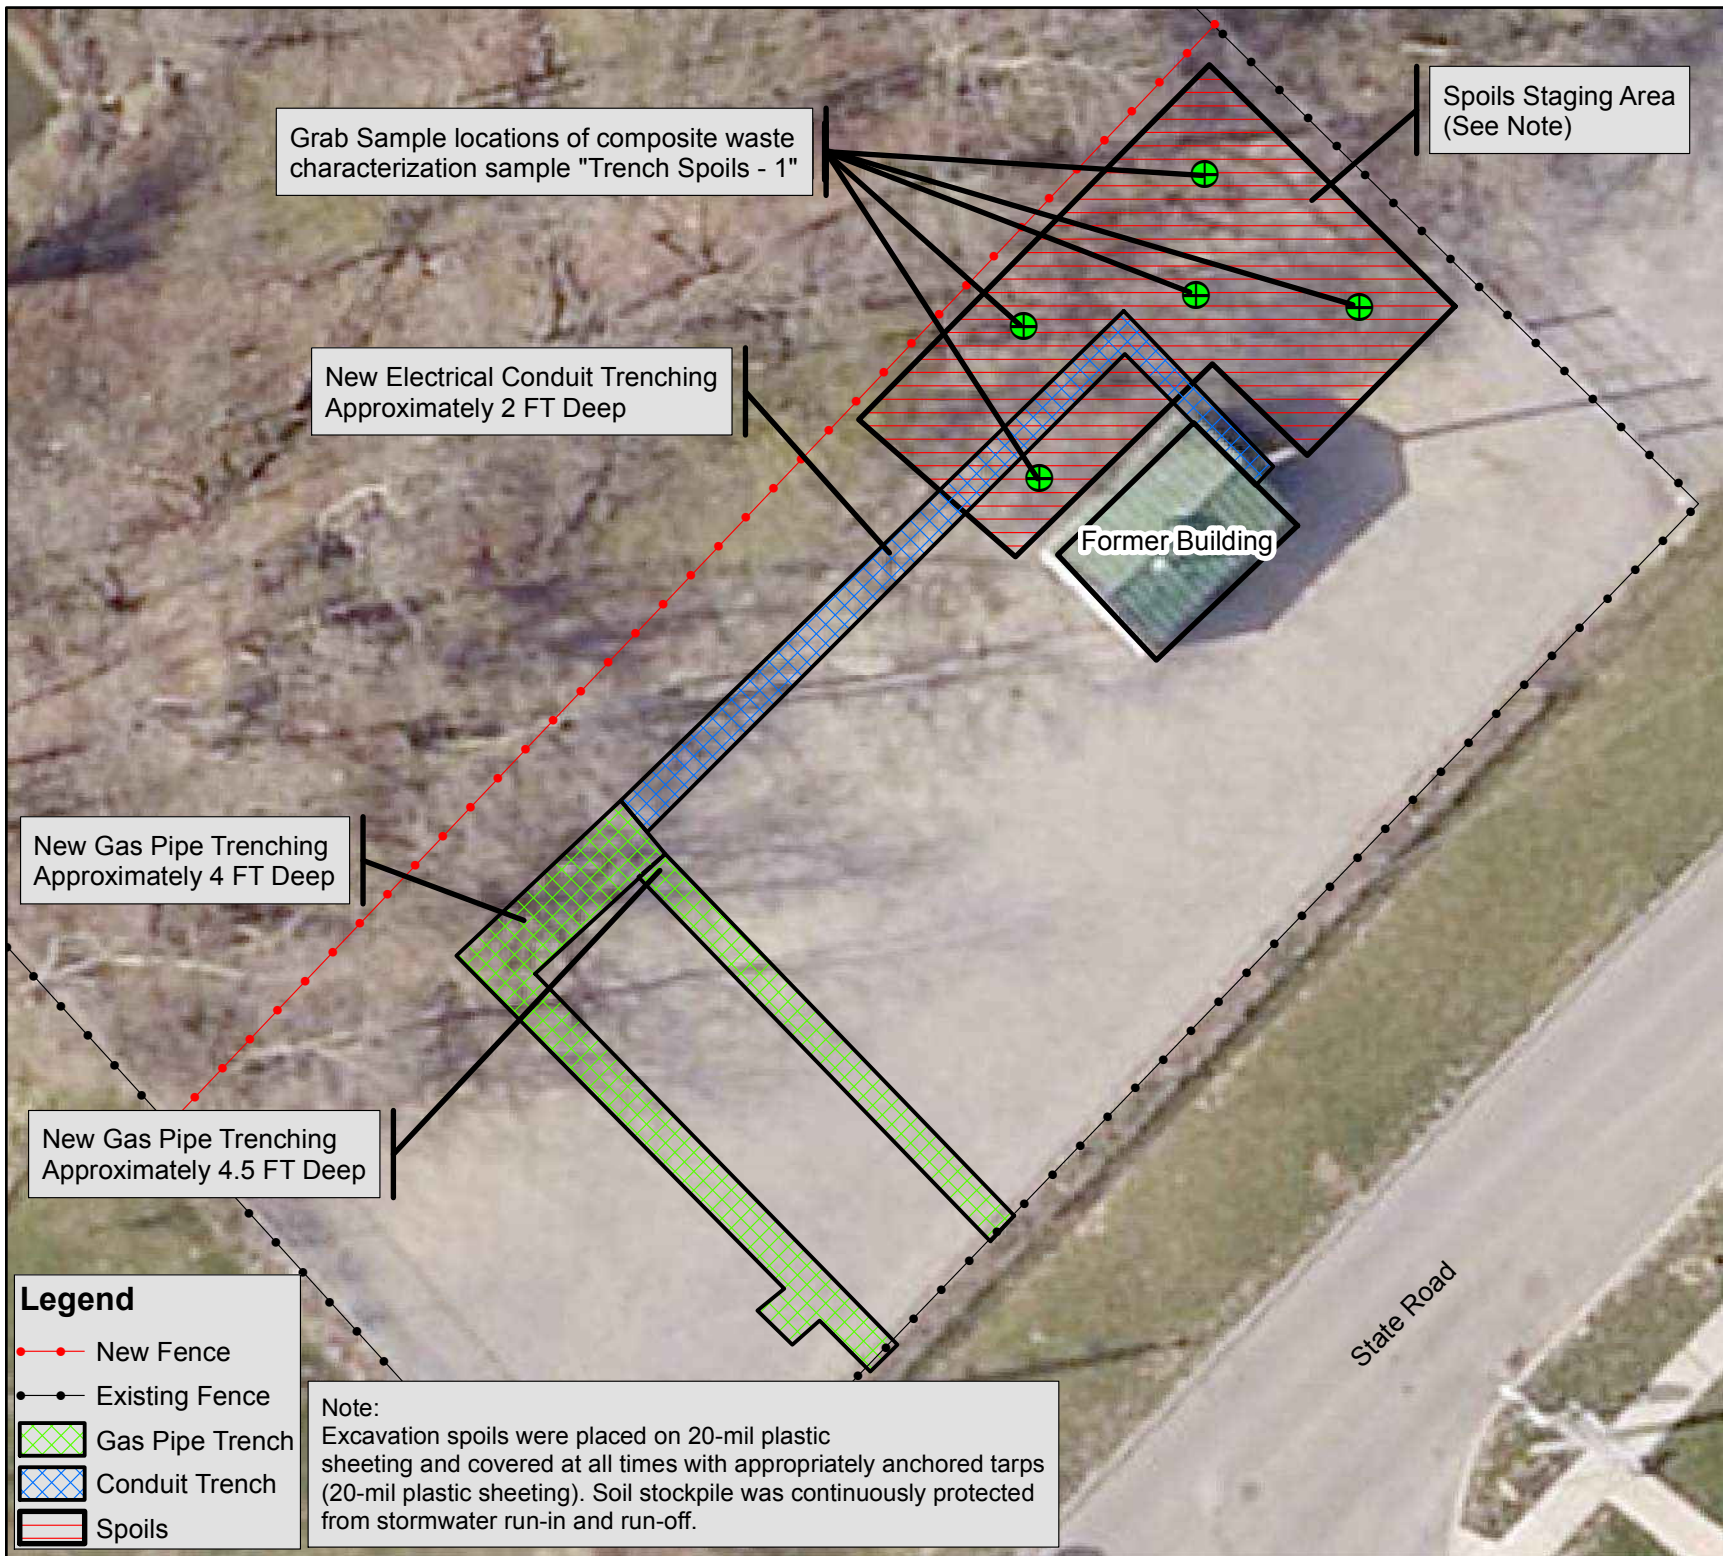 Grab Sample locations of composite waste
characterization sample "Trench Spoils - 1"
Spoils Staging Area
(See Note)
New Electrical Conduit Trenching
Approximately 2 FT Deep
Former Building
New Gas Pipe Trenching
Approximately 4 FT Deep
New Gas Pipe Trenching
Approximately 4.5 FT Deep
State Road
Legend
New Fence
Existing Fence
Gas Pipe Trench
Conduit Trench
Spoils
Note:
Excavation spoils were placed on 20-mil plastic
sheeting and covered at all times with appropriately anchored tarps
(20-mil plastic sheeting). Soil stockpile was continuously protected
from stormwater run-in and run-off.